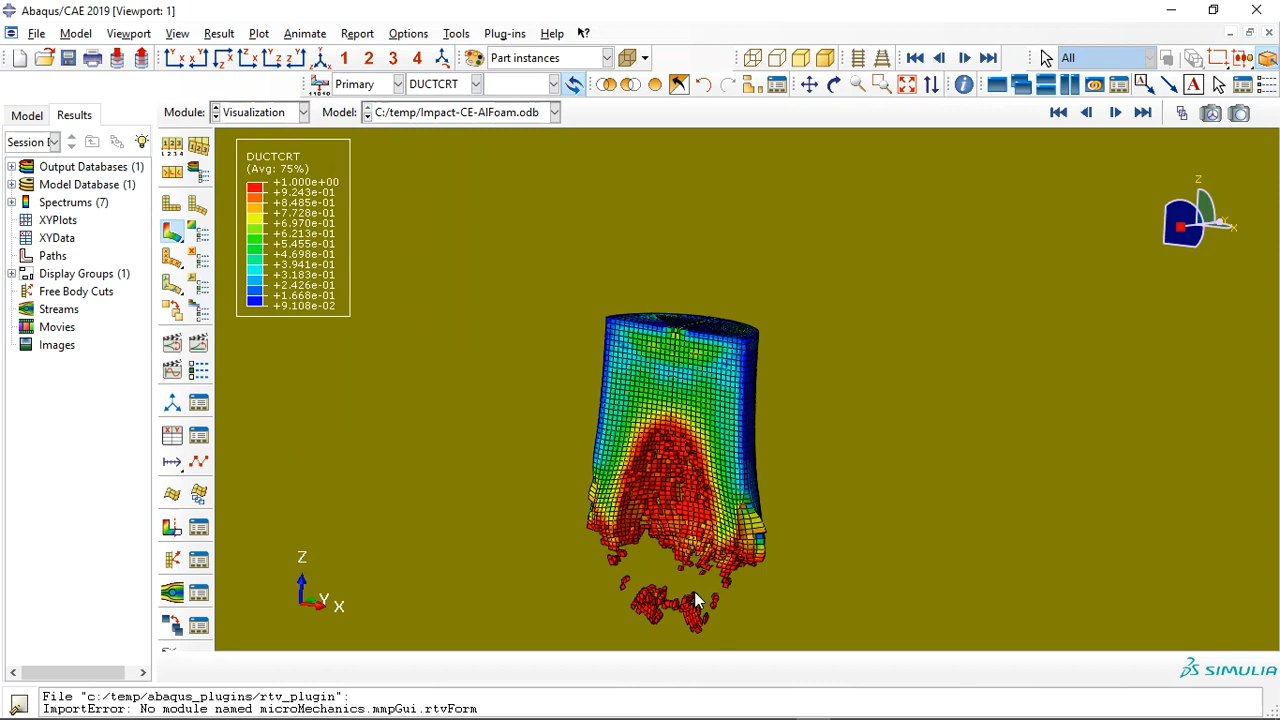 Abaqus/CAE 2019 [Viewport: 1]
File Model Viewport View Result Plot Animate Report Options Tools Plug-ins Help
1 2 3 4 Part instances All
Primary DUCTCRT
Model Results Module: Visualization Model: C:/temp/Impact-CE-AlFoam.odb
Session D
Output Databases (1)
Model Database (1)
Spectrums (7)
XYPlots
XYData
Paths
Display Groups (1)
Free Body Cuts
Streams
Movies
Images
DUCTCRT
(Avg: 75%)
+1.000e+00
+9.243e-01
+8.485e-01
+7.728e-01
+6.970e-01
+6.213e-01
+5.455e-01
+4.698e-01
+3.941e-01
+3.183e-01
+2.426e-01
+1.668e-01
+9.108e-02
Z
Y
X
Z
Y
X
SIMULIA
File "c:/temp/abaqus_plugins/rtv_plugin":
ImportError: No module named microMechanics.mmpGui.rtvForm